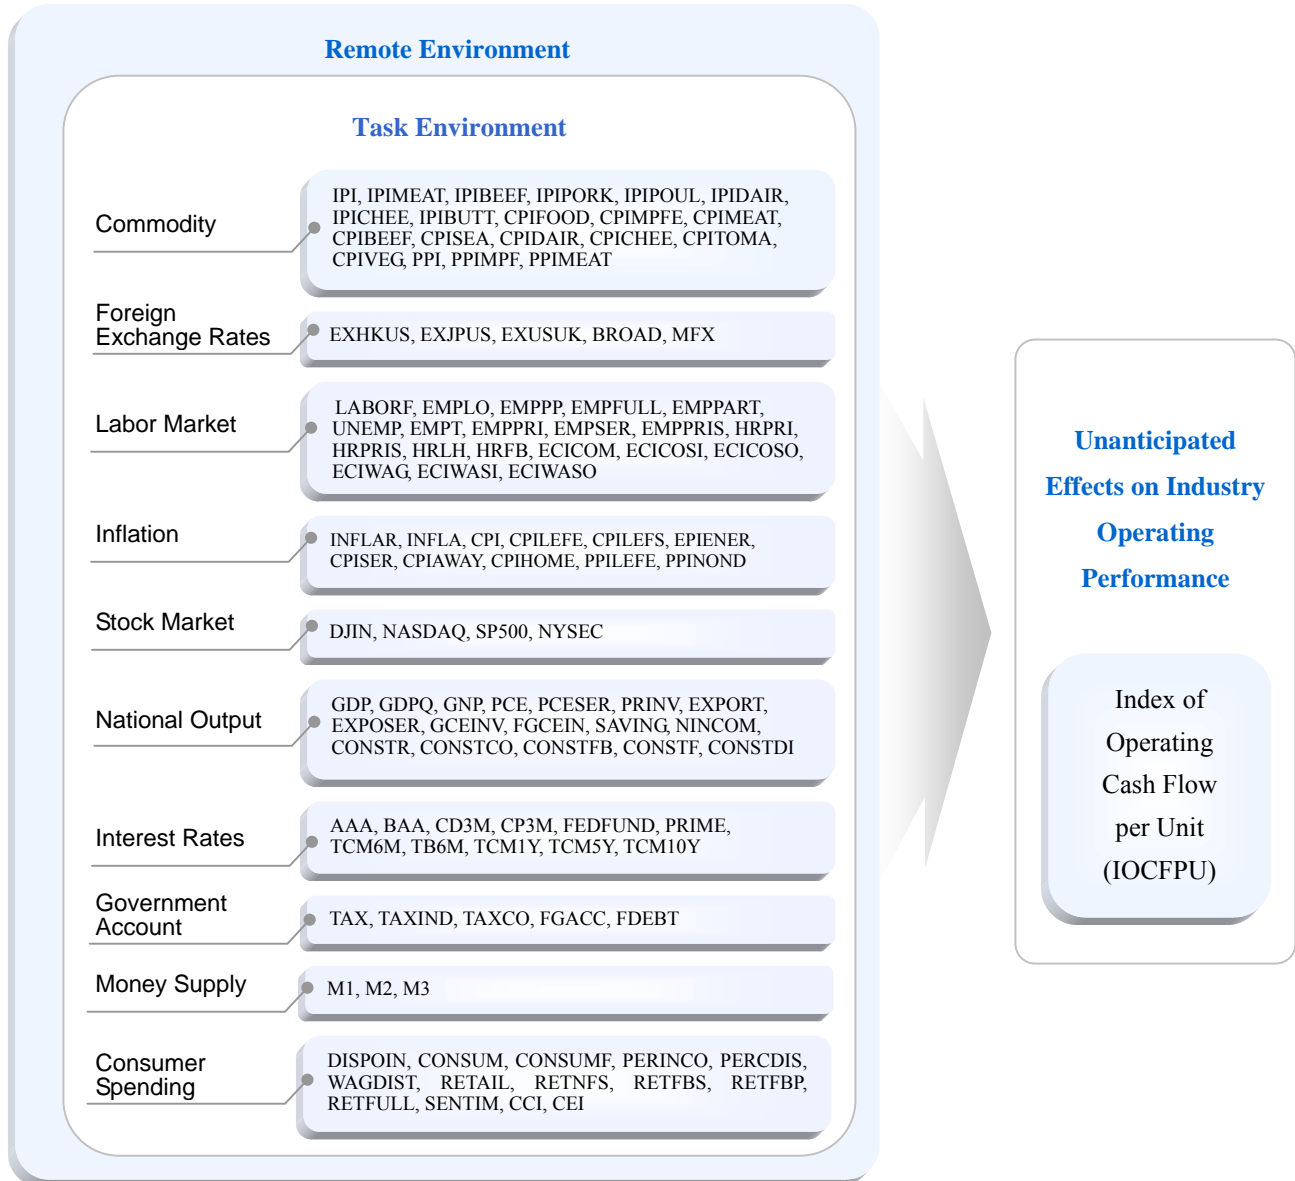 Remote Environment
Task Environment
Commodity
IPI, IPIMEAT, IPIBEEF, IPIPORK, IPIPOUL, IPIDAIR,
IPICHEE, IPIBUTT, CPIFOOD, CPIMPFE, CPIMEAT,
CPIBEEF, CPISEA, CPIDAIR, CPICHEE, CPITOMA,
CPIVEG, PPI, PPIMPF, PPIMEAT
Foreign
Exchange Rates
EXHKUS, EXJPUS, EXUSUK, BROAD, MFX
Labor Market
LABORF, EMPLO, EMPPP, EMPFULL, EMPPART,
UNEMP, EMPT, EMPPRI, EMPSER, EMPPRIS, HRPRI,
HRPRIS, HRLH, HRFB, ECICOM, ECICOSI, ECICOSO,
ECIWAG, ECIWASI, ECIWASO
Inflation
INFLAR, INFLA, CPI, CPILEFE, CPILEFS, EPIENER,
CPISER, CPIAWAY, CPIHOME, PPILEFE, PPINOND
Stock Market
DJIN, NASDAQ, SP500, NYSEC
National Output
GDP, GDPQ, GNP, PCE, PCESER, PRINV, EXPORT,
EXPOSER, GCEINV, FGCEIN, SAVING, NINCOM,
CONSTR, CONSTCO, CONSTFB, CONSTF, CONSTDI
Interest Rates
AAA, BAA, CD3M, CP3M, FEDFUND, PRIME,
TCM6M, TB6M, TCM1Y, TCM5Y, TCM10Y
Government
Account
TAX, TAXIND, TAXCO, FGACC, FDEBT
Money Supply
M1, M2, M3
Consumer
Spending
DISPOIN, CONSUM, CONSUMF, PERINCO, PERCDIS,
WAGDIST, RETAIL, RETNFS, RETFBS, RETFBP,
RETFULL, SENTIM, CCI, CEI
Unanticipated
Effects on Industry
Operating
Performance
Index of
Operating
Cash Flow
per Unit
(IOCFPU)